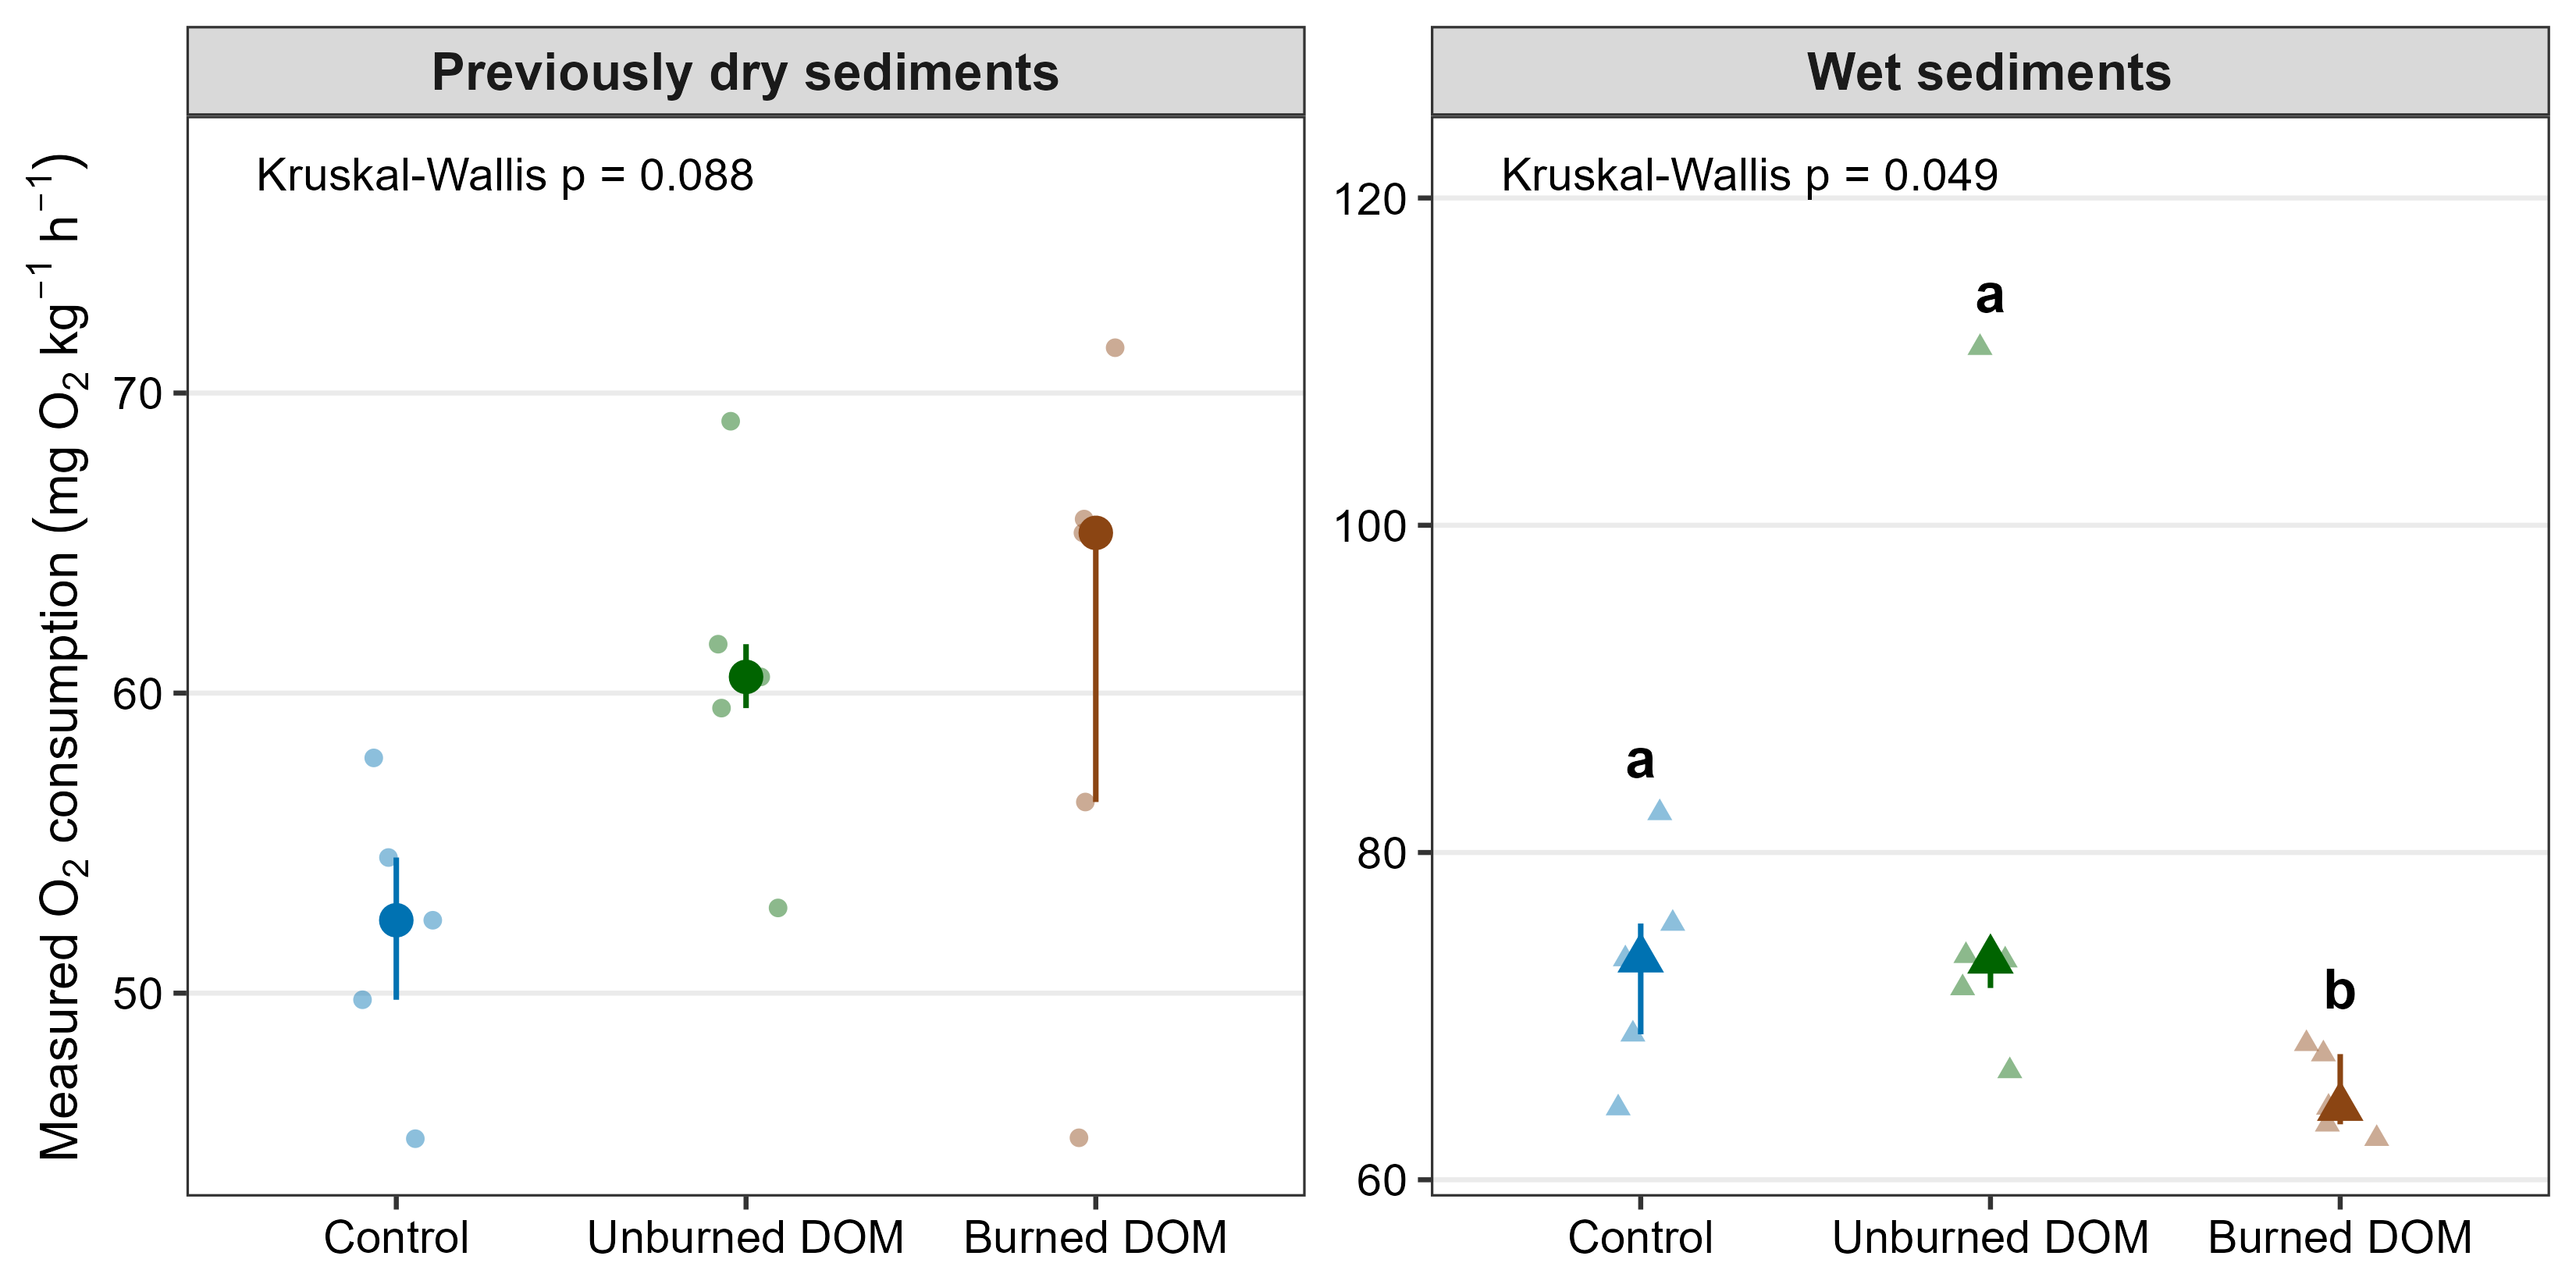 Previously dry sediments
Wet sediments
Kruskal-Wallis p = 0.088
Kruskal-Wallis p = 0.049
Measured O₂ consumption (mg O₂ kg⁻¹ h⁻¹)
70
60
50
120
100
80
60
a
a
b
Control
Unburned DOM
Burned DOM
Control
Unburned DOM
Burned DOM